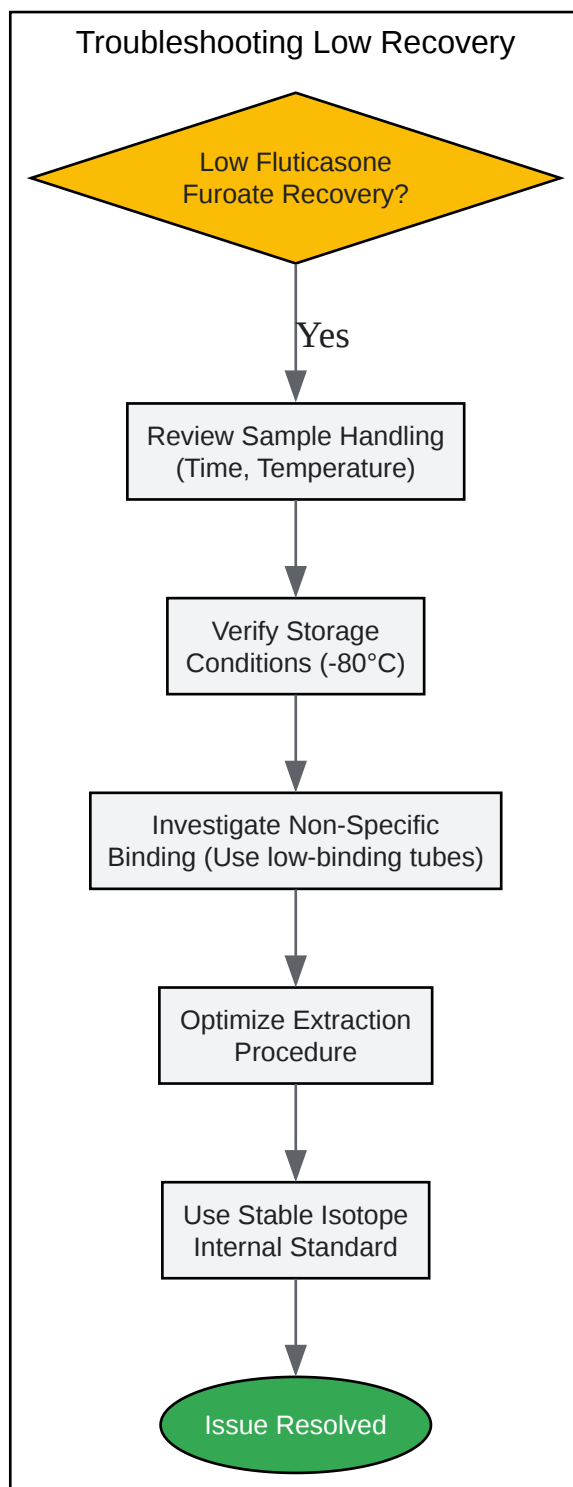 Troubleshooting Low Recovery
Low Fluticasone
Furoate Recovery?
Yes
Review Sample Handling
(Time, Temperature)
Verify Storage
Conditions (-80°C)
Investigate Non-Specific
Binding (Use low-binding tubes)
Optimize Extraction
Procedure
Use Stable Isotope
Internal Standard
Issue Resolved